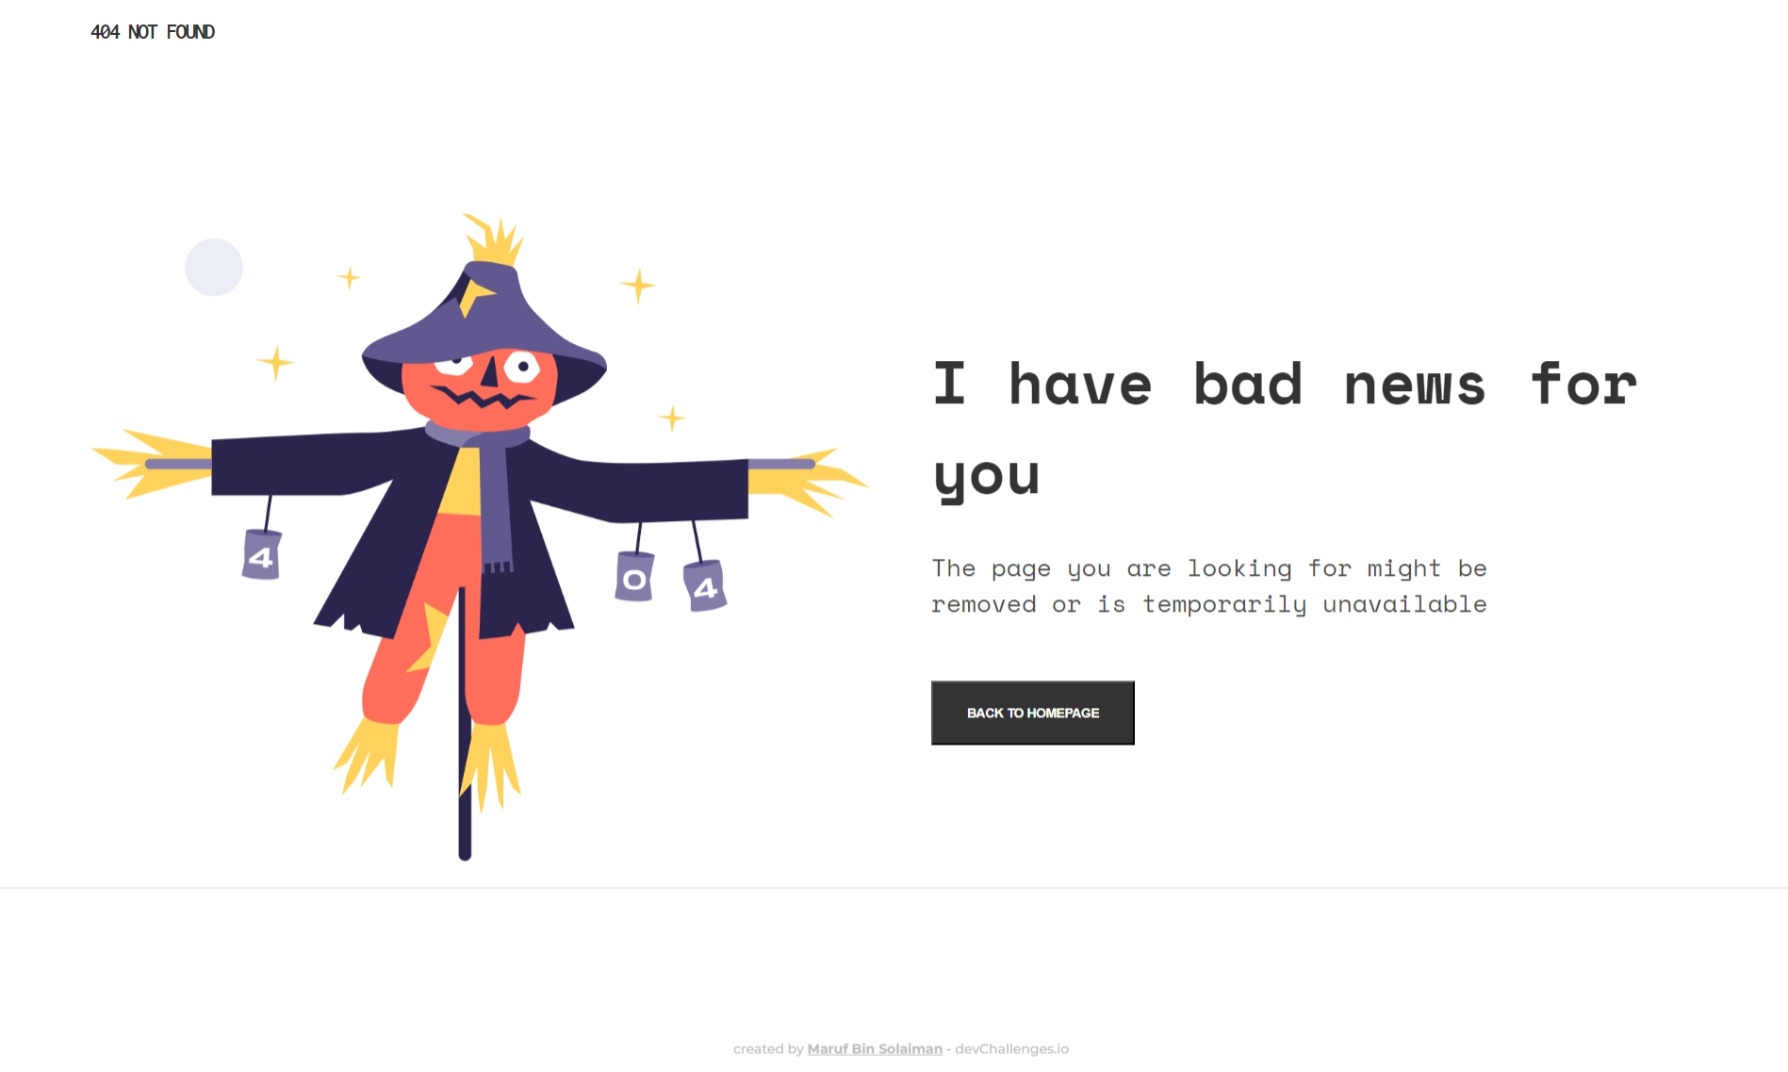 404 NOT FOUND
4
0
4
I have bad news for
you
The page you are looking for might be
removed or is temporarily unavailable
BACK TO HOMEPAGE
created by Maruf Bin Solaiman - devChallenges.io